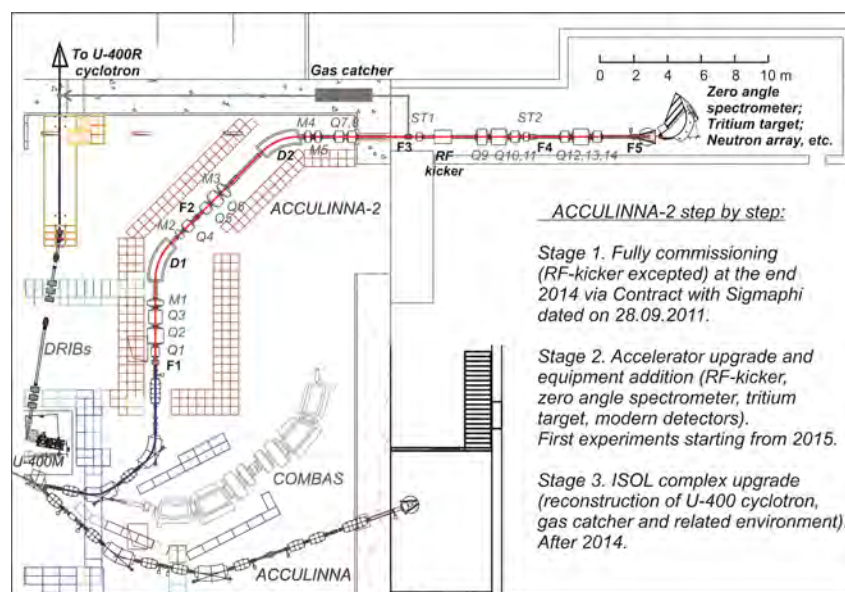 To U-400R
cyclotron
Gas catcher
0 2 4 6 8 10 m
Zero angle
spectrometer;
Tritium target;
Neutron array, etc.
M4
Q7,8
M5
D2
ST1
ST2
F3
RF
kicker
Q9
Q10,11
F4
Q12,13,14
F5
M3
Q6
F2
Q5
M2
Q4
D1
ACCULINNA-2
M1
Q3
Q2
Q1
F1
DRIBs
U-400M
COMBAS
ACCULINNA
ACCULINNA-2 step by step:
Stage 1. Fully commissioning
(RF-kicker excepted) at the end
2014 via Contract with Sigmaphi
dated on 28.09.2011.
Stage 2. Accelerator upgrade and
equipment addition (RF-kicker,
zero angle spectrometer, tritium
target, modern detectors).
First experiments starting from 2015.
Stage 3. ISOL complex upgrade
(reconstruction of U-400 cyclotron,
gas catcher and related environment).
After 2014.